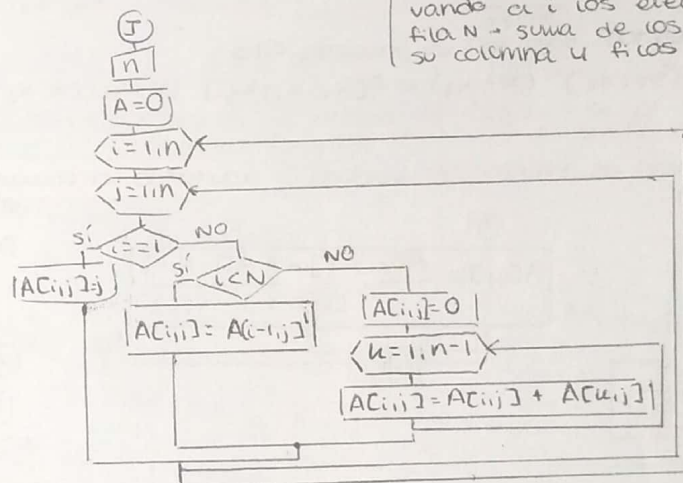 vando a i los
fila N → suma de los
su columna y filas
I
n
A=0
i=1,n
j=1,n
sí i==1 NO
sí i<N NO
A[i,j]=j
A[i,j]=0
A[i,j]= A[i-1,j]^i
k=1,n-1
A[i,j]=A[i,j] + A[k,j]